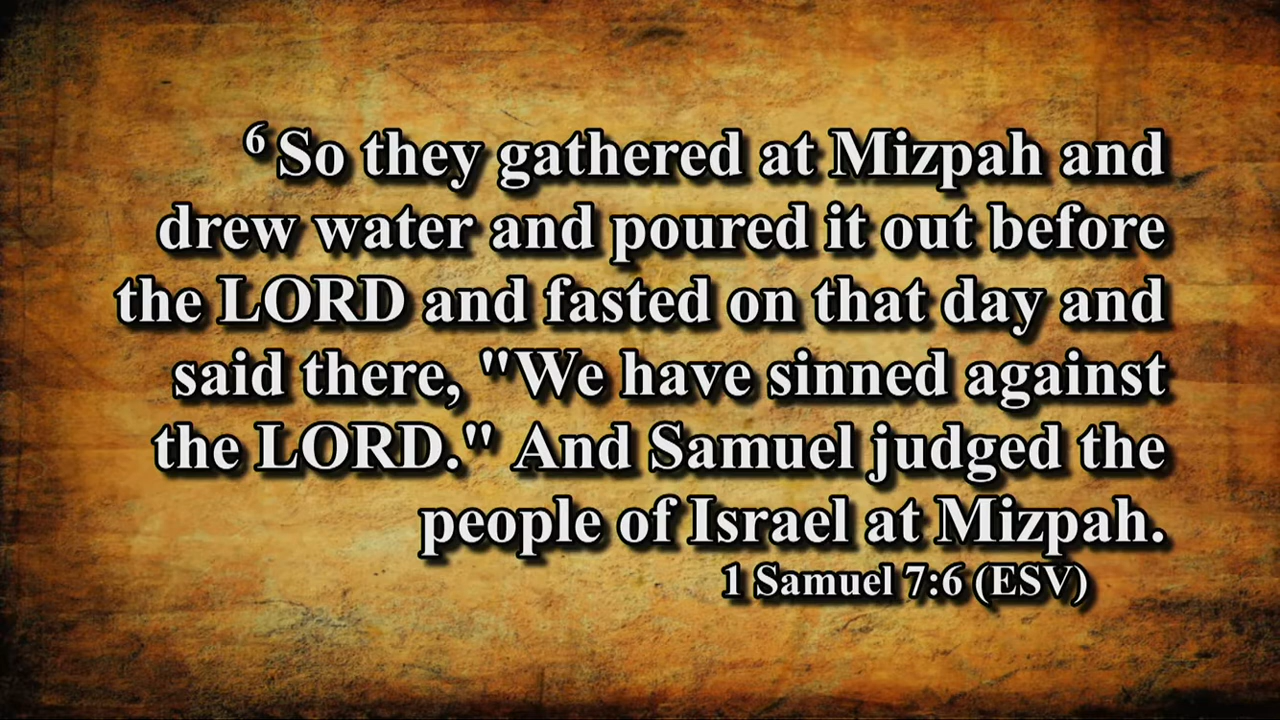 ⁶ So they gathered at Mizpah and
drew water and poured it out before
the LORD and fasted on that day and
said there, "We have sinned against
the LORD." And Samuel judged the
people of Israel at Mizpah.
1 Samuel 7:6 (ESV)